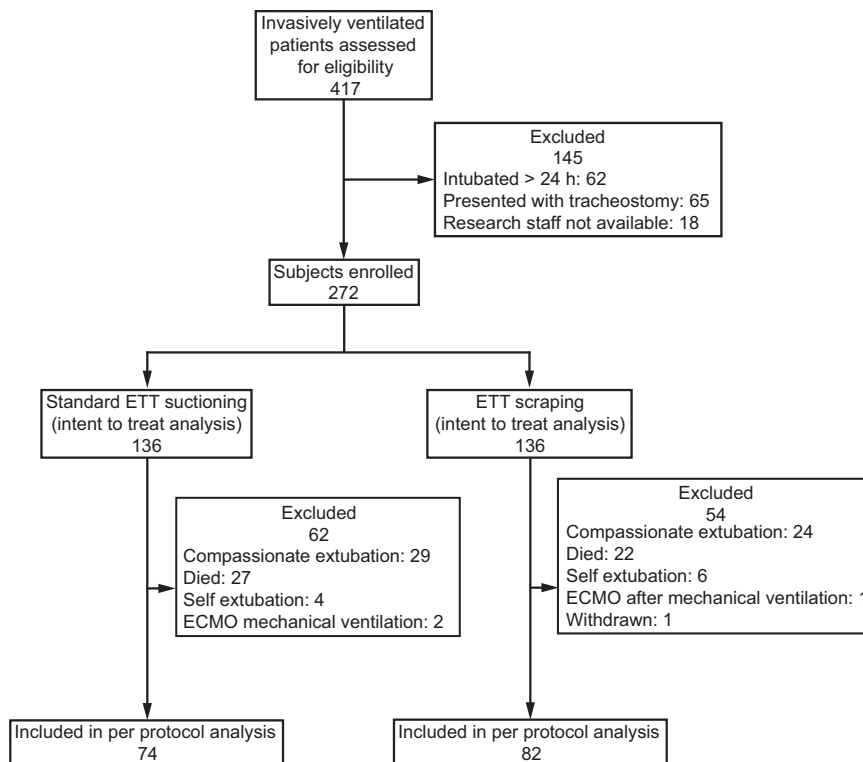 Invasively ventilated
patients assessed
for eligibility
417
Excluded
145
Intubated > 24 h: 62
Presented with tracheostomy: 65
Research staff not available: 18
Subjects enrolled
272
Standard ETT suctioning
(intent to treat analysis)
136
ETT scraping
(intent to treat analysis)
136
Excluded
62
Compassionate extubation: 29
Died: 27
Self extubation: 4
ECMO mechanical ventilation: 2
Excluded
54
Compassionate extubation: 24
Died: 22
Self extubation: 6
ECMO after mechanical ventilation: 1
Withdrawn: 1
Included in per protocol analysis
74
Included in per protocol analysis
82